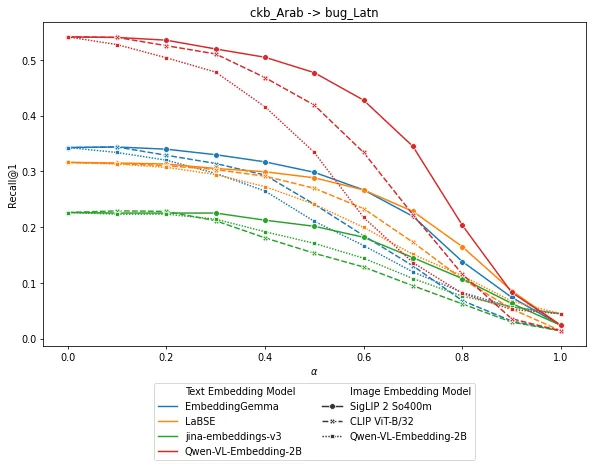 ckb_Arab -> bug_Latn
Recall@1
0.5
0.4
0.3
0.2
0.1
0.0
0.0 0.2 0.4 0.6 0.8 1.0
α
Text Embedding Model
EmbeddingGemma
LaBSE
jina-embeddings-v3
Qwen-VL-Embedding-2B
Image Embedding Model
SigLIP 2 So400m
CLIP ViT-B/32
Qwen-VL-Embedding-2B